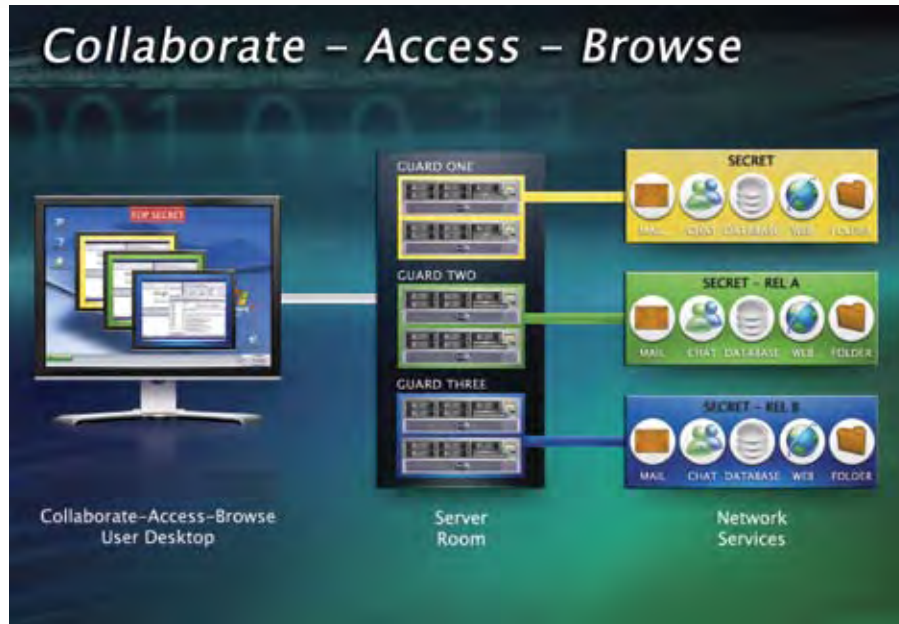 Collaborate – Access – Browse
TOP SECRET
GUARD ONE
GUARD TWO
GUARD THREE
SECRET
MAIL CHAT DATABASE WEB FOLDER
SECRET - REL A
MAIL CHAT DATABASE WEB FOLDER
SECRET - REL B
MAIL CHAT DATABASE WEB FOLDER
Collaborate-Access-Browse
User Desktop
Server
Room
Network
Services